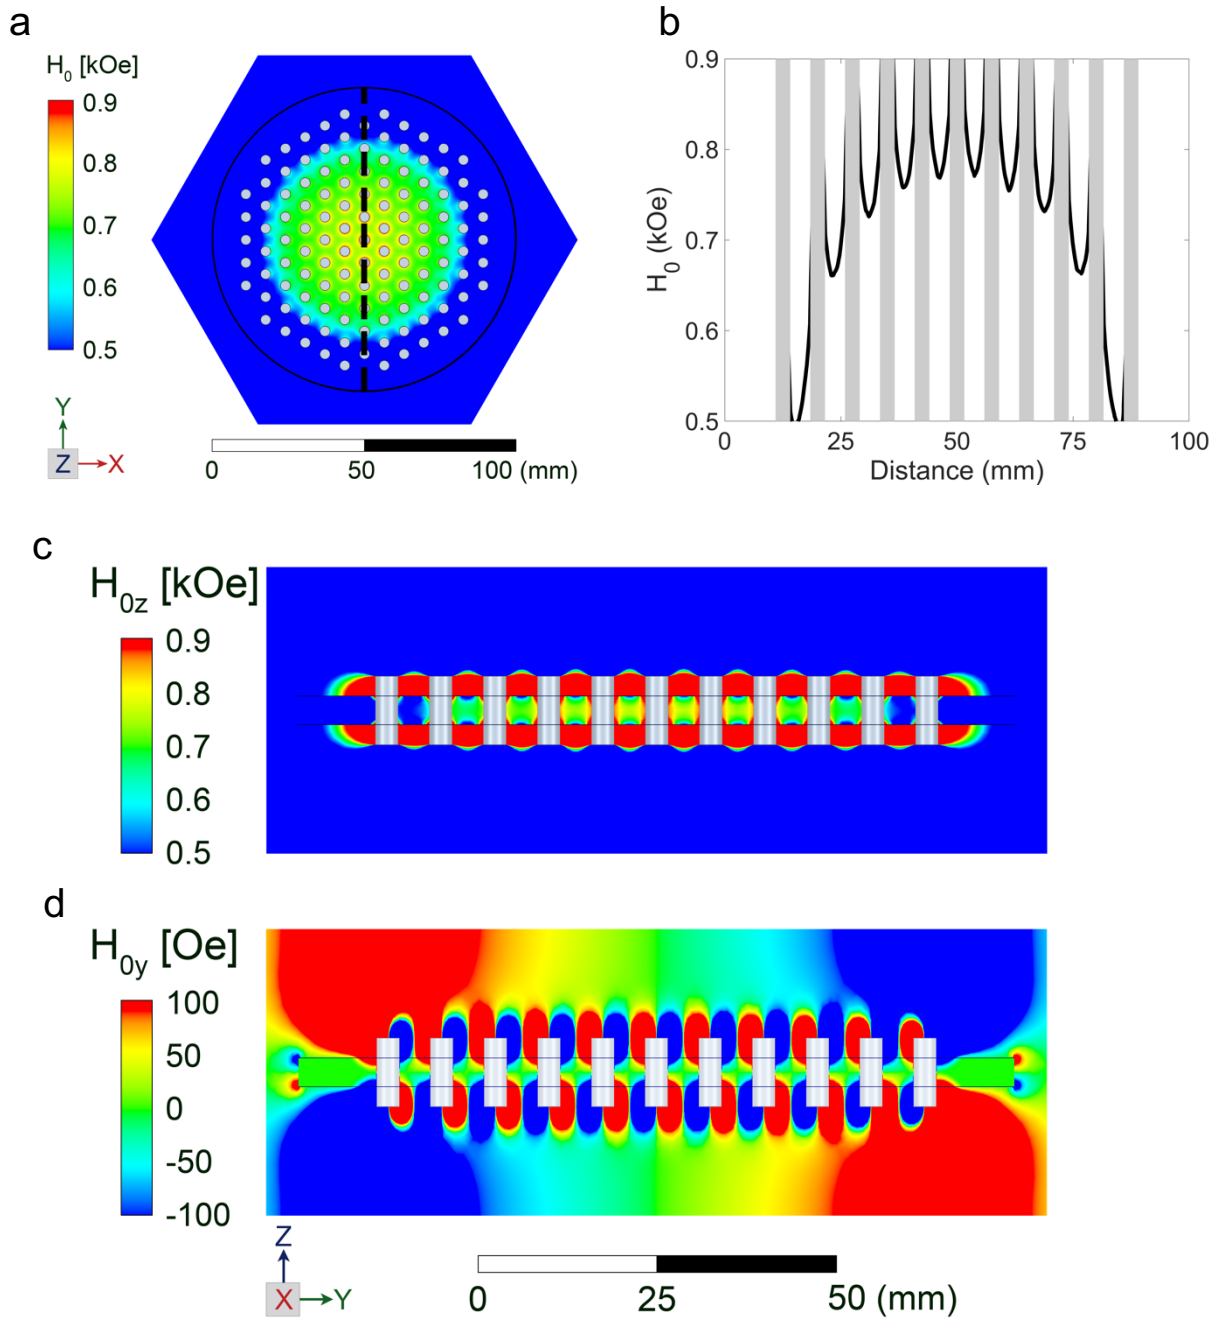 a
H₀ [kOe]
0.9
0.8
0.7
0.6
0.5
Y
Z X
0 50 100 (mm)
b
H₀ (kOe)
0.9
0.8
0.7
0.6
0.5
0 25 50 75 100
Distance (mm)
c
H₀z [kOe]
0.9
0.8
0.7
0.6
0.5
d
H₀y [Oe]
100
50
0
-50
-100
Z
X Y
0 25 50 (mm)